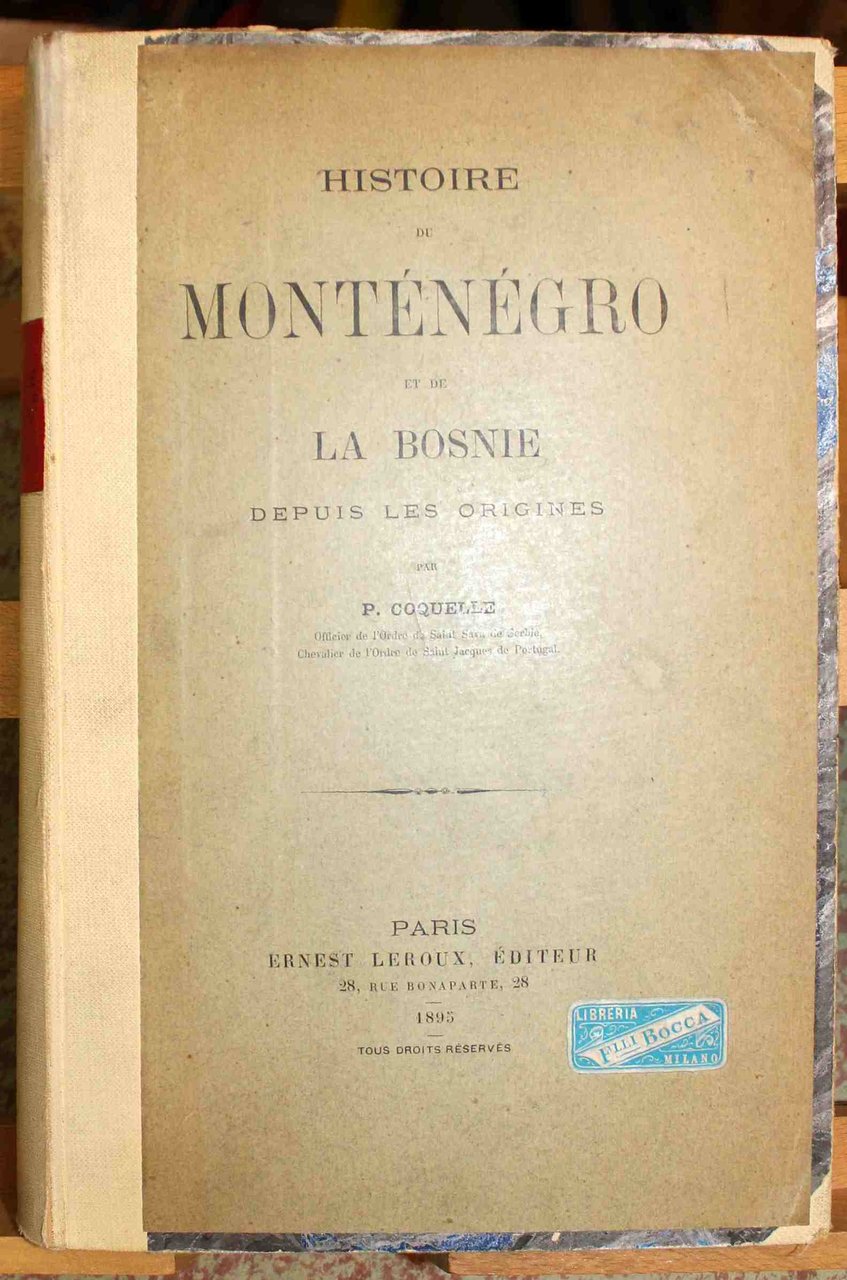 HISTOIRE
DU
MONTÉNÉGRO
ET DE
LA BOSNIE
DEPUIS LES ORIGINES
PAR
P. COQUELLE
Officier de l'Ordre de Saint Sava de Serbie,
Chevalier de l'Ordre de Saint Jacques de Portugal.
PARIS
ERNEST LEROUX, ÉDITEUR
28, RUE BONAPARTE, 28
1895
TOUS DROITS RÉSERVÉS
LIBRERIA
FLLI BOCCA
MILANO